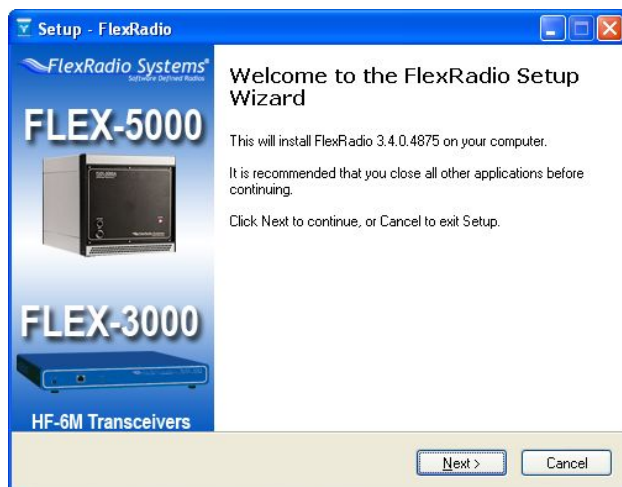 Setup - FlexRadio
FlexRadio Systems®
Software Defined Radios
FLEX-5000
FLEX-3000
HF-6M Transceivers
Welcome to the FlexRadio Setup
Wizard
This will install FlexRadio 3.4.0.4875 on your computer.
It is recommended that you close all other applications before
continuing.
Click Next to continue, or Cancel to exit Setup.
Next >
Cancel